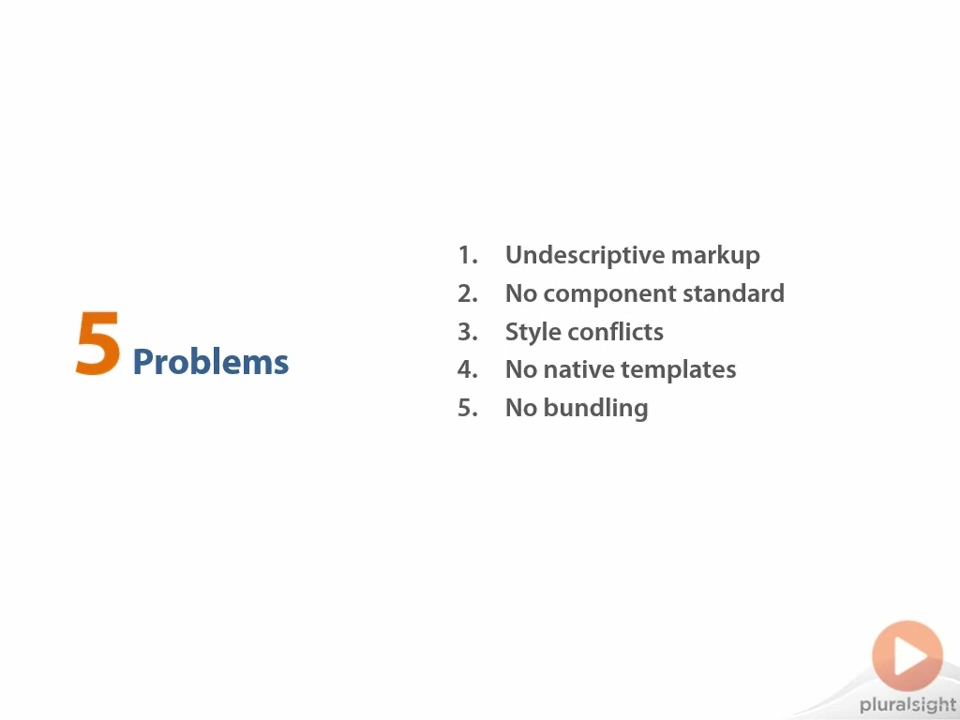 5 Problems
1. Undescriptive markup
2. No component standard
3. Style conflicts
4. No native templates
5. No bundling
pluralsight